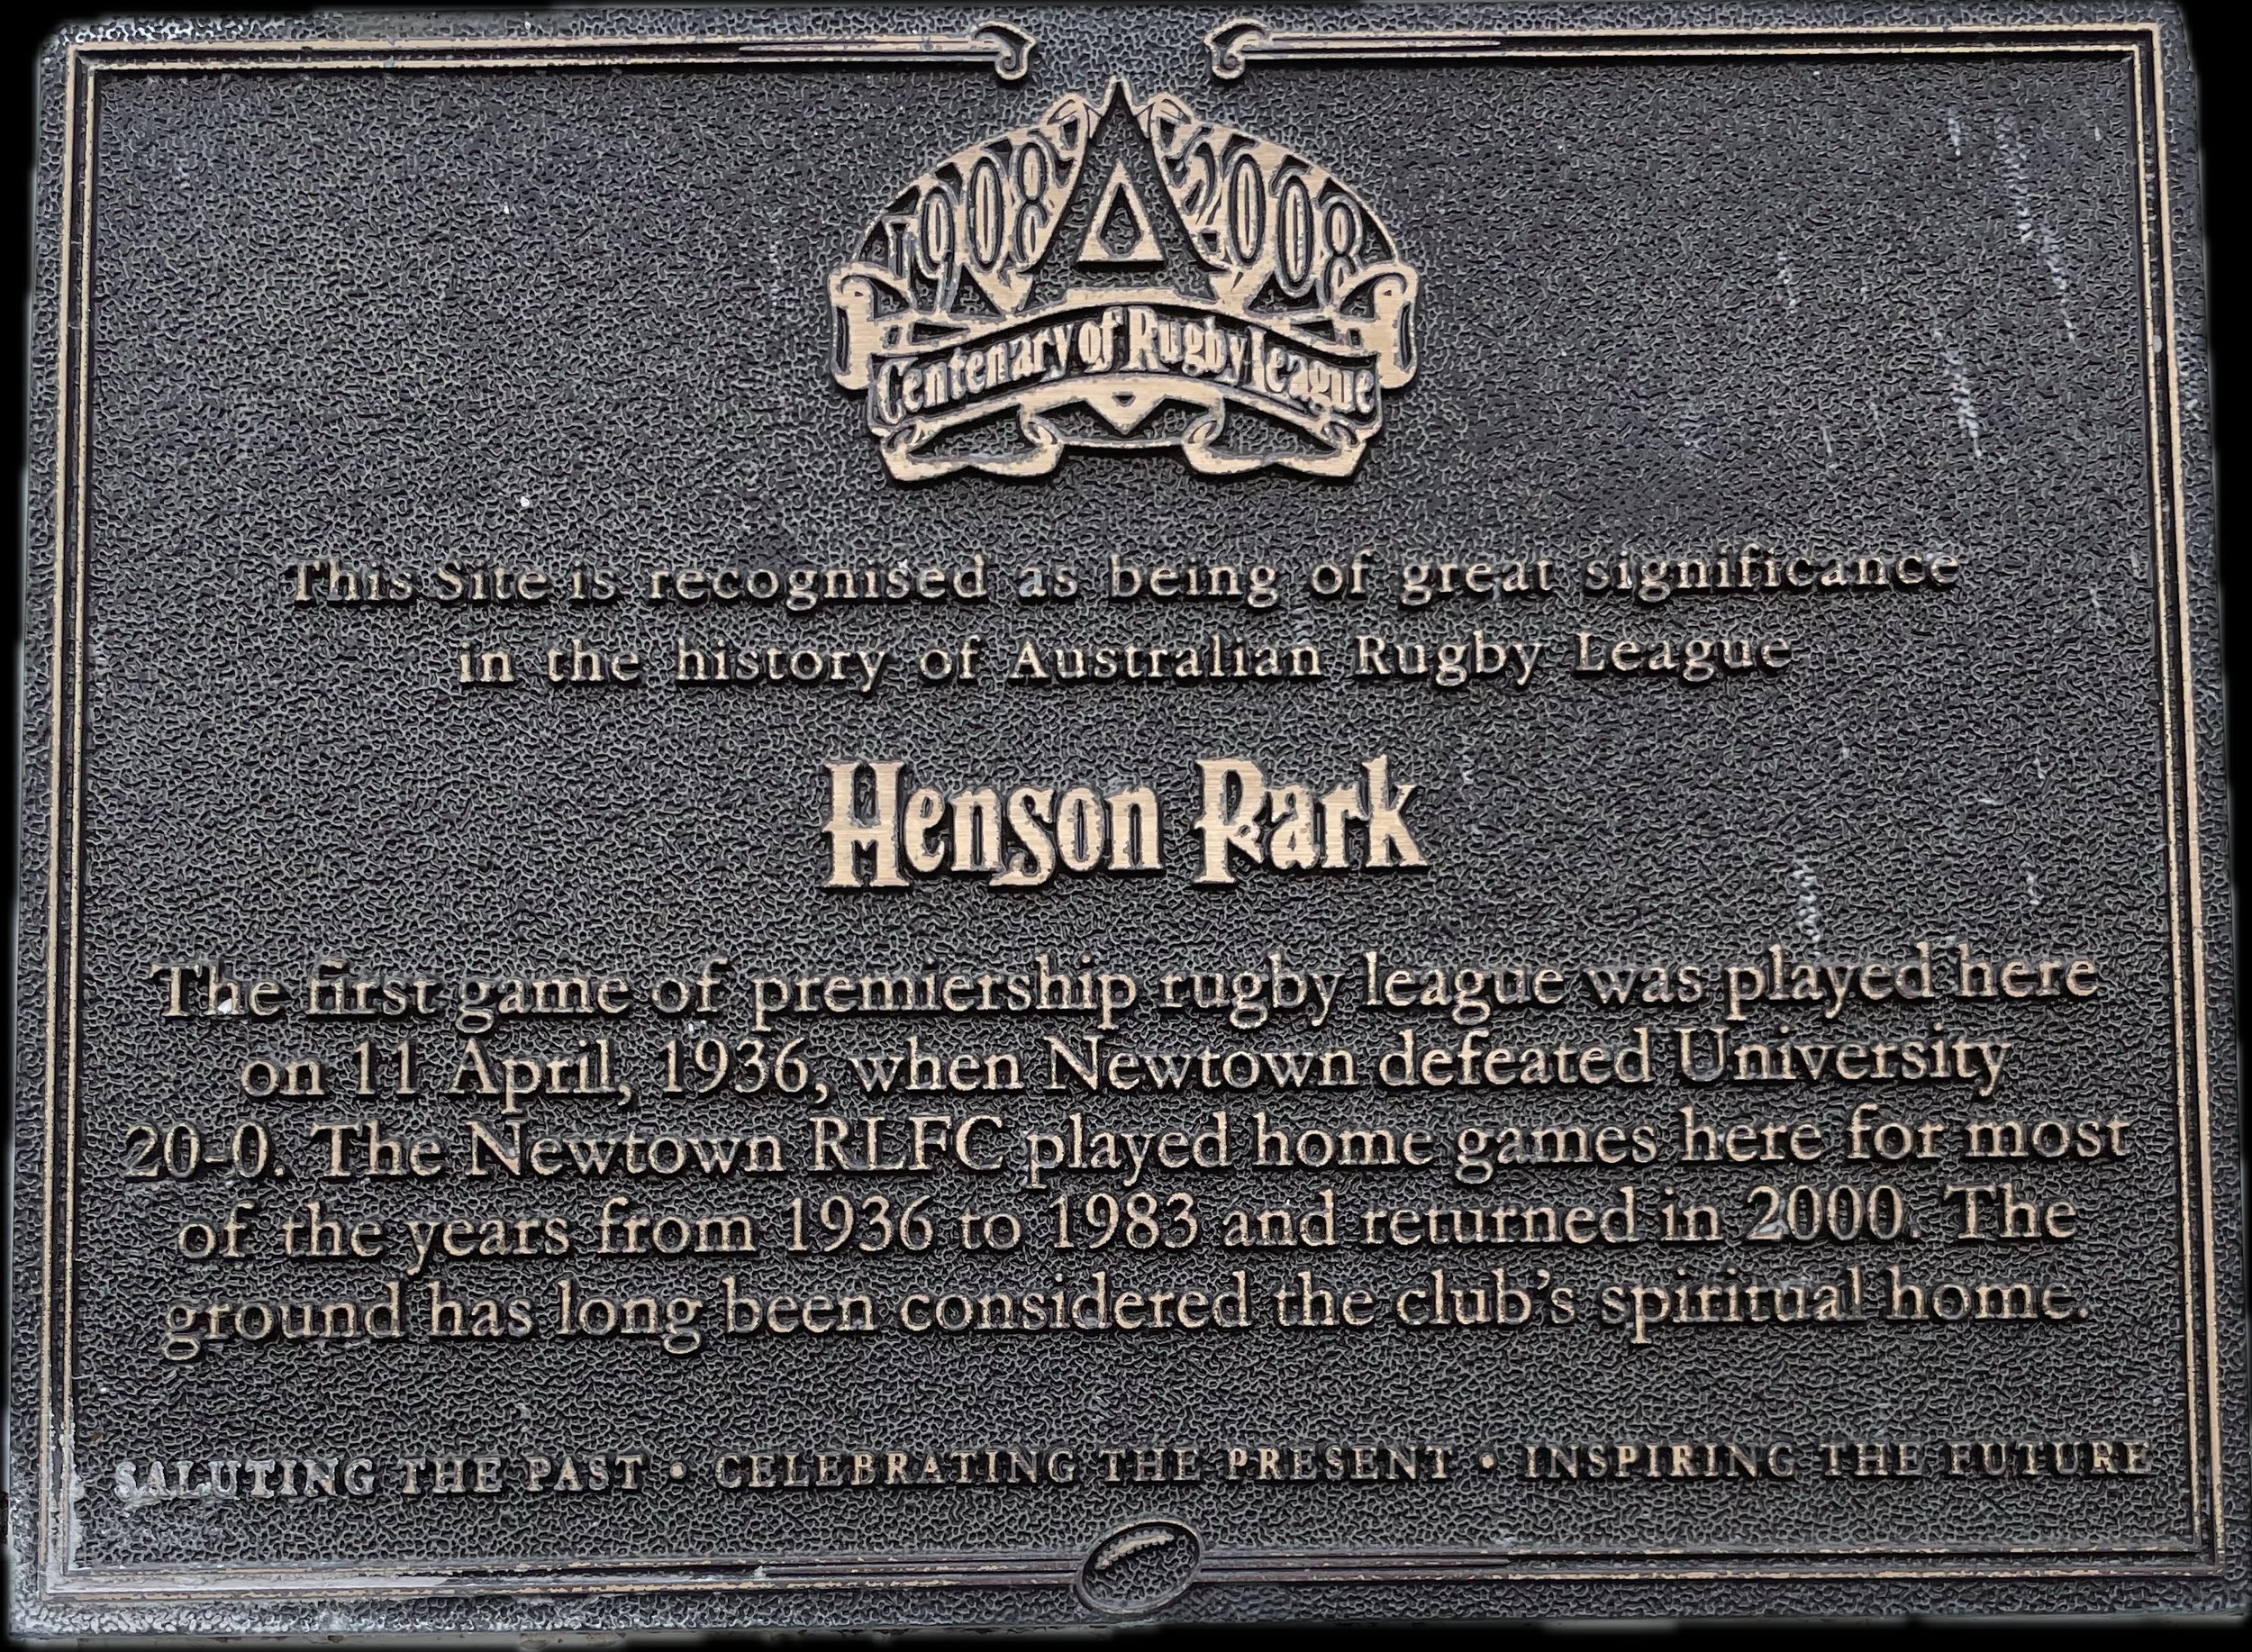 1908 2008
Centenary of Rugby League
This Site is recognised as being of great significance
in the history of Australian Rugby League
Henson Park
The first game of premiership rugby league was played here
on 11 April, 1936, when Newtown defeated University
20-0. The Newtown RLFC played home games here for most
of the years from 1936 to 1983 and returned in 2000. The
ground has long been considered the club's spiritual home.
SALUTING THE PAST • CELEBRATING THE PRESENT • INSPIRING THE FUTURE